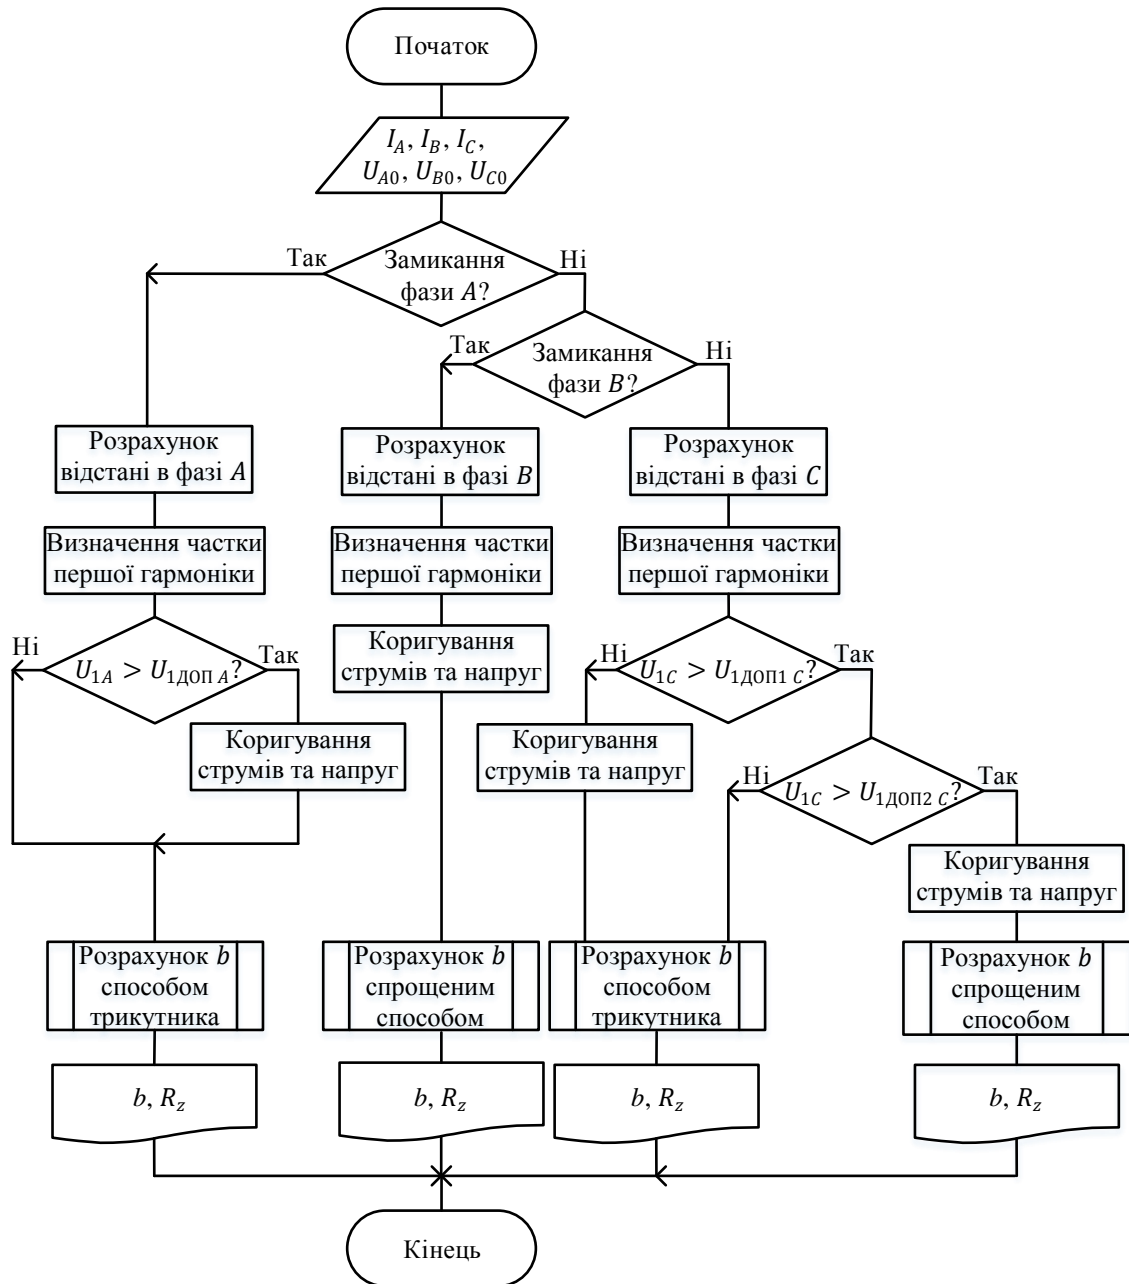 Початок
I_A, I_B, I_C,
U_A0, U_B0, U_C0
Так
Замикання
фази A?
Ні
Так
Замикання
фази B?
Ні
Розрахунок
відстані в фазі A
Розрахунок
відстані в фазі B
Розрахунок
відстані в фазі C
Визначення частки
першої гармоніки
Визначення частки
першої гармоніки
Визначення частки
першої гармоніки
Ні
U_1A > U_1ДОП A?
Так
Коригування
струмів та напруг
Ні
U_1C > U_1ДОП1 C?
Так
Коригування
струмів та напруг
Коригування
струмів та напруг
Ні
U_1C > U_1ДОП2 C?
Так
Коригування
струмів та напруг
Розрахунок b
способом
трикутника
Розрахунок b
спрощеним
способом
Розрахунок b
способом
трикутника
Розрахунок b
спрощеним
способом
b, R_z
b, R_z
b, R_z
b, R_z
Кінець